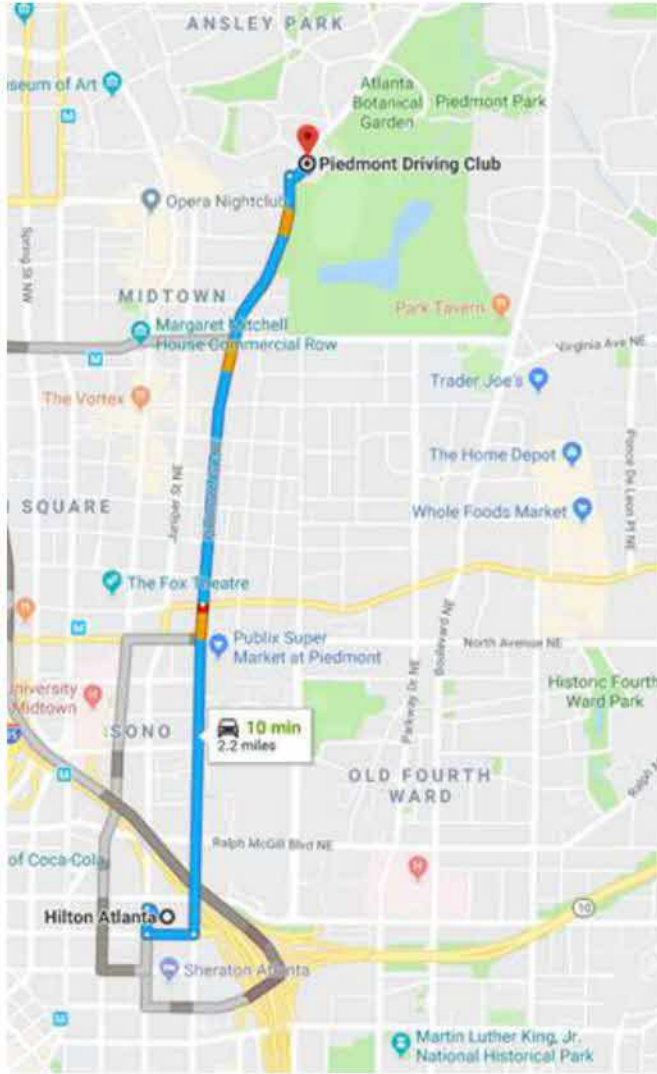 ANSLEY PARK
seum of Art
Atlanta
Botanical
Garden
Piedmont Park
M
Piedmont Driving Club
Opera Nightclub
Spring St NW
MIDTOWN
Park Tavern
Margaret Mitchell
House Commercial Row
Virginia Ave NE
M
Trader Joe's
The Vortex
The Home Depot
Ponce De Leon Pl NE
SQUARE
Juniper St NE
Whole Foods Market
The Fox Theatre
M
Publix Super
Market at Piedmont
North Avenue NE
Boulevard NE
Parkway Dr NE
Historic Fourth
Ward Park
niversity
Midtown
H
SONO
10 min
2.2 miles
M
OLD FOURTH
WARD
Ralph M
Ralph McGill Blvd NE
of Coca-Cola
H
10
Hilton Atlanta
Sheraton Atlanta
M
Martin Luther King, Jr.
National Historical Park